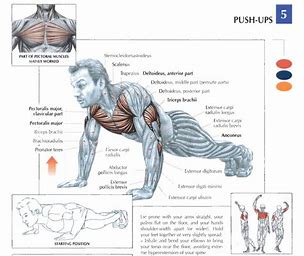 PUSH-UPS
5
PART OF PECTORAL MUSCLES
MAINLY WORKED
Sternocleidomastoideus
Scalenus
Trapezius
Deltoideus, anterior part
Deltoideus, middle part
Deltoideus, posterior part
Triceps brachii
Pectoralis major,
clavicular part
Pectoralis major
Biceps brachii
Brachioradialis
Pronator teres
Extensor carpi
radialis longus
Extensor carpi
radialis brevis
Anconeus
Flexor carpi
radialis
Abductor
pollicis longus
Extensor
pollicis brevis
Extensor digitorum
Extensor digiti minimi
Extensor carpi
ulnaris
STARTING POSITION
Lie prone with your arms straight, your
palms flat on the floor, and your hands
shoulder-width apart (or wider). Hold
your feet together or very slightly spread:
• Inhale and bend your elbows to bring
your torso near the floor, avoiding extre-
hyperextension of your spine